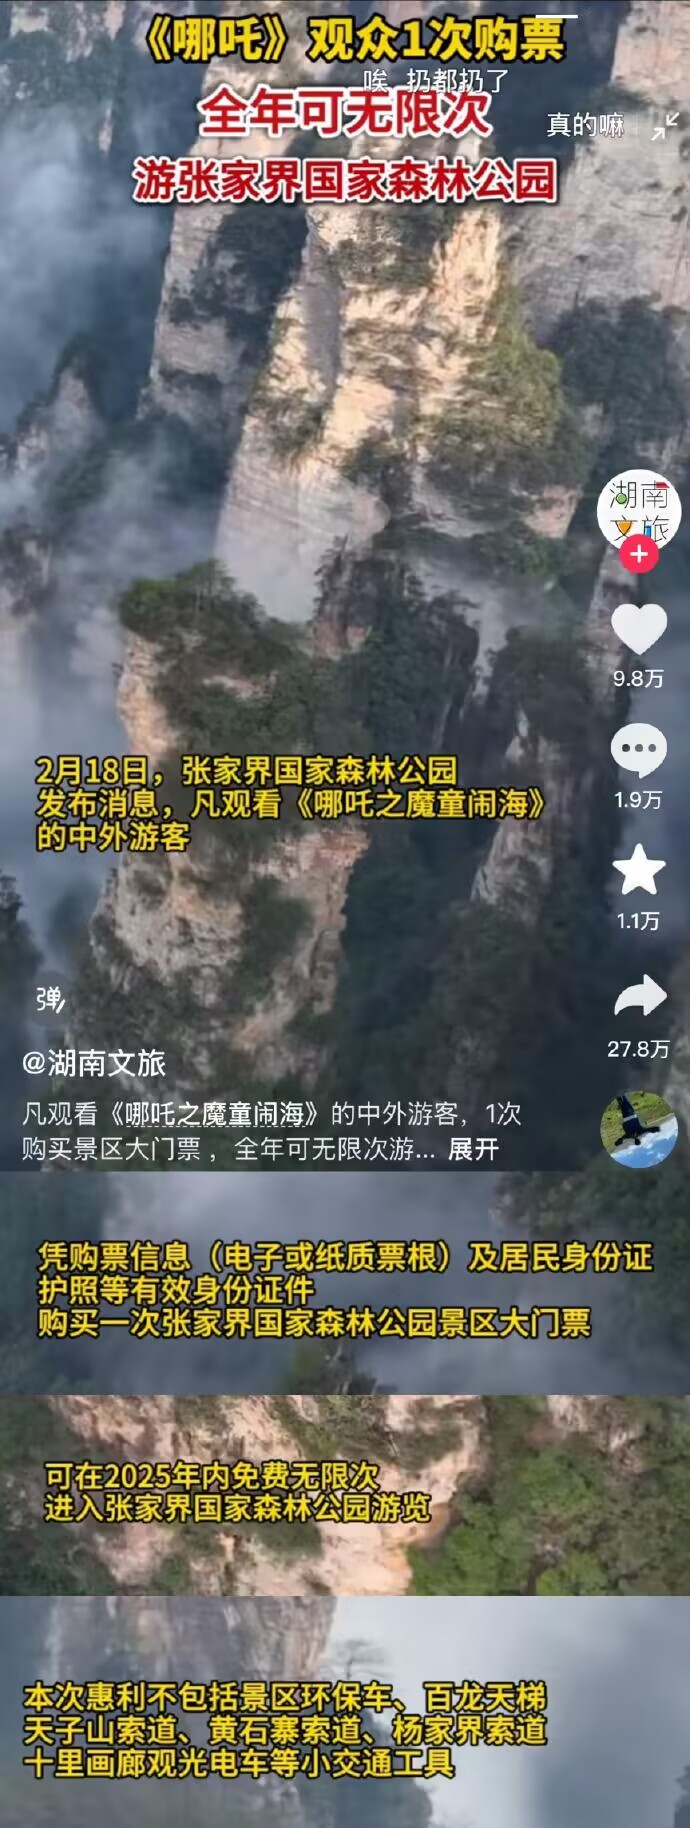 《哪吒》观众1次购票
唉 扔都扔了
全年可无限次
真的嘛
游张家界国家森林公园
湖南
文旅
9.8万
1.9万
2月18日，张家界国家森林公园
发布消息，凡观看《哪吒之魔童闹海》
的中外游客
1.1万
弹
27.8万
@湖南文旅
凡观看《哪吒之魔童闹海》的中外游客，1次
购买景区大门票，全年可无限次游... 展开
凭购票信息（电子或纸质票根）及居民身份证
护照等有效身份证件
购买一次张家界国家森林公园景区大门票
可在2025年内免费无限次
进入张家界国家森林公园游览
本次惠利不包括景区环保车、百龙天梯
天子山索道、黄石寨索道、杨家界索道
十里画廊观光电车等小交通工具